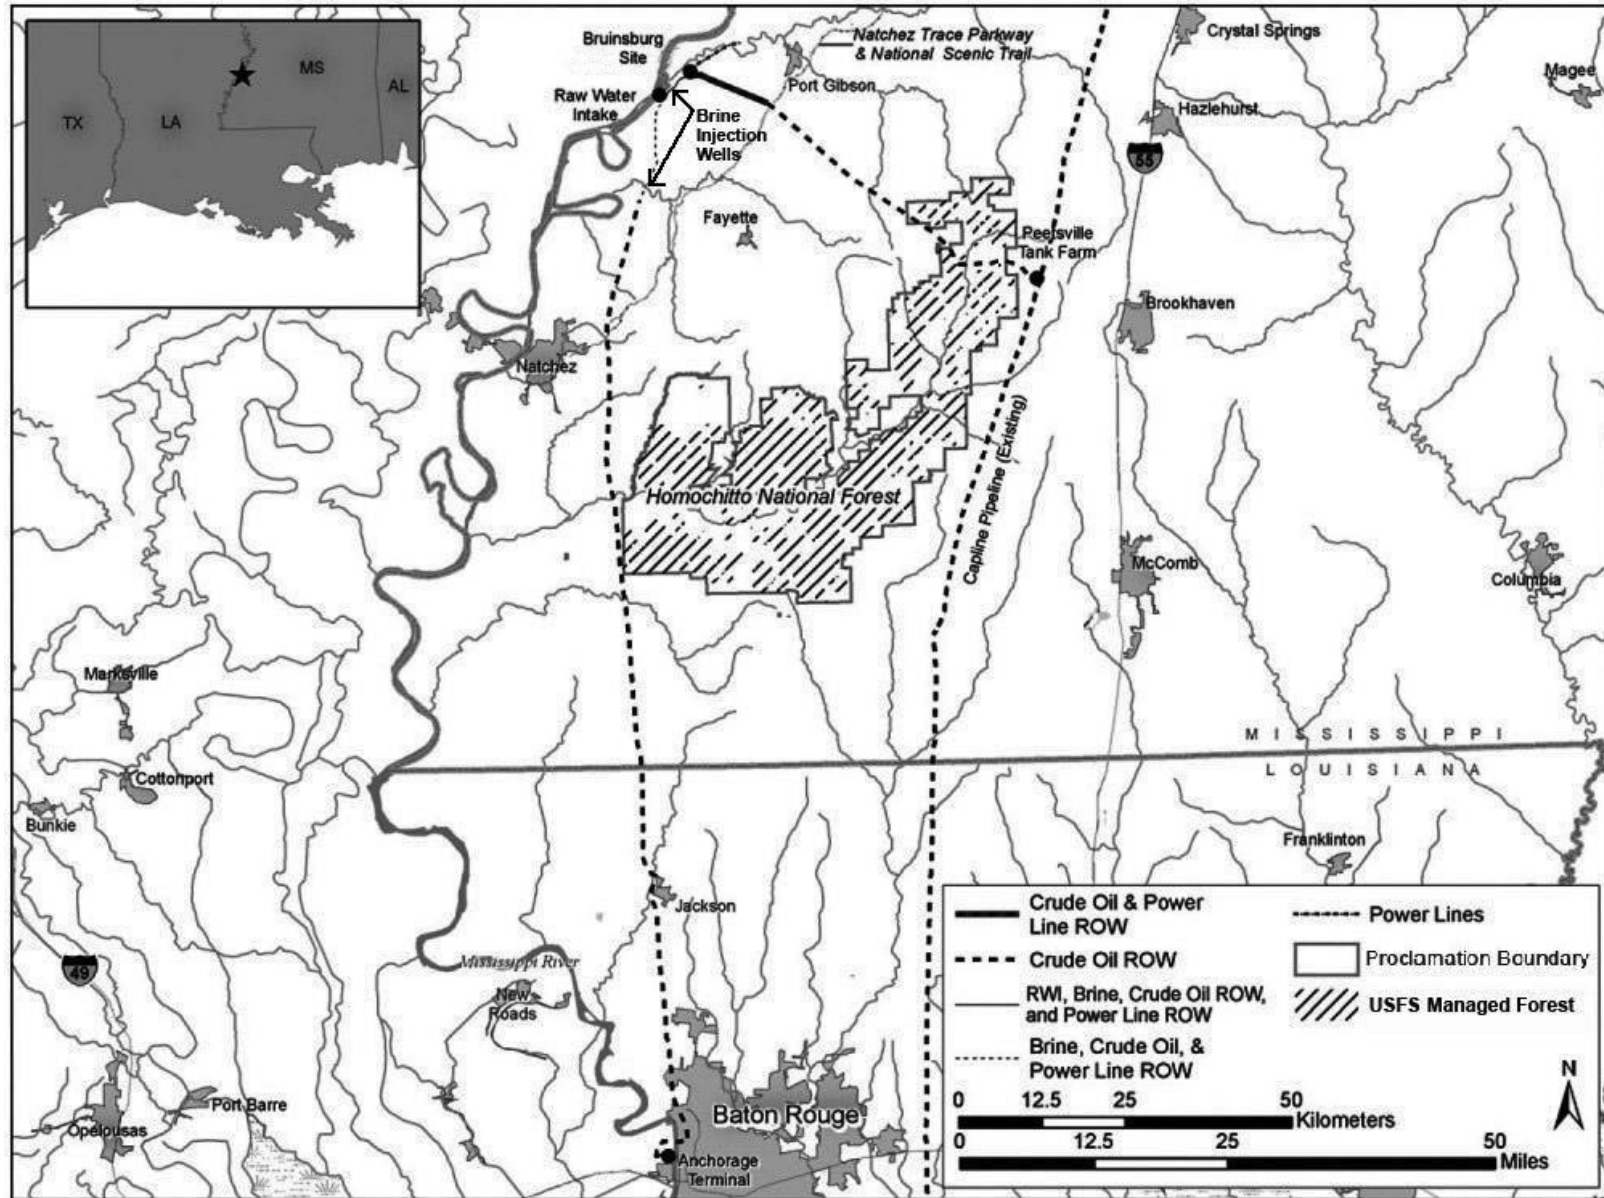 TX
LA
MS
AL
Bruinsburg
Site
Raw Water
Intake
Brine
Injection
Wells
Natchez Trace Parkway
& National Scenic Trail
Port Gibson
Crystal Springs
Magee
Hazlehurst
55
Fayette
Peetsville
Tank Farm
Brookhaven
Natchez
Homochitto National Forest
Capline Pipeline (Existing)
McComb
Columbia
Marksville
MISSISSIPPI
LOUISIANA
Cottonport
Bunkie
Franklinton
Jackson
49
Mississippi River
New
Roads
Port Barre
Opelousas
Baton Rouge
Anchorage
Terminal
Crude Oil & Power
Line ROW
Crude Oil ROW
RWI, Brine, Crude Oil ROW,
and Power Line ROW
Brine, Crude Oil, &
Power Line ROW
Power Lines
Proclamation Boundary
USFS Managed Forest
N
0 12.5 25 50 Kilometers
0 12.5 25 50 Miles